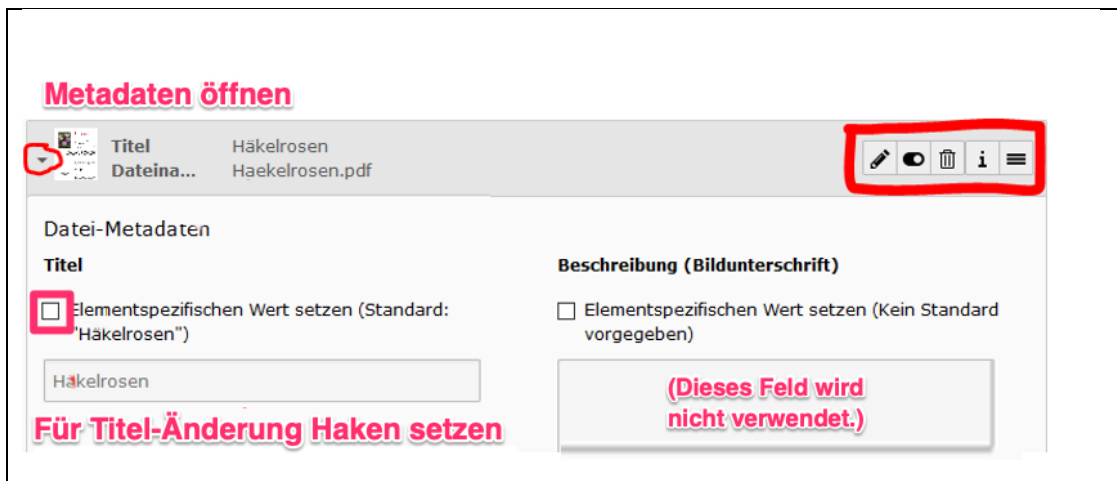 Metadaten öffnen
Titel Häkelrosen
Dateina... Haekelrosen.pdf
Datei-Metadaten
Titel
Elementspezifischen Wert setzen (Standard:
"Häkelrosen")
Häkelrosen
Für Titel-Änderung Haken setzen
Beschreibung (Bildunterschrift)
Elementspezifischen Wert setzen (Kein Standard
vorgegeben)
(Dieses Feld wird
nicht verwendet.)